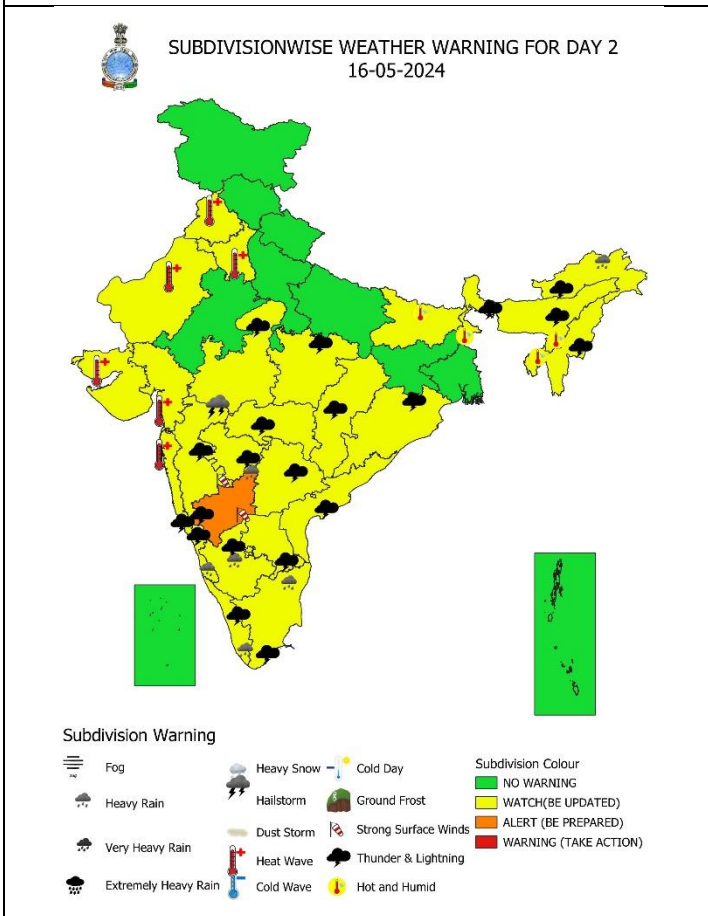 SUBDIVISIONWISE WEATHER WARNING FOR DAY 2
16-05-2024
Subdivision Warning
Fog
Heavy Rain
Very Heavy Rain
Extremely Heavy Rain
Heavy Snow
Hailstorm
Dust Storm
Heat Wave
Cold Wave
Cold Day
Ground Frost
Strong Surface Winds
Thunder & Lightning
Hot and Humid
Subdivision Colour
NO WARNING
WATCH(BE UPDATED)
ALERT (BE PREPARED)
WARNING (TAKE ACTION)